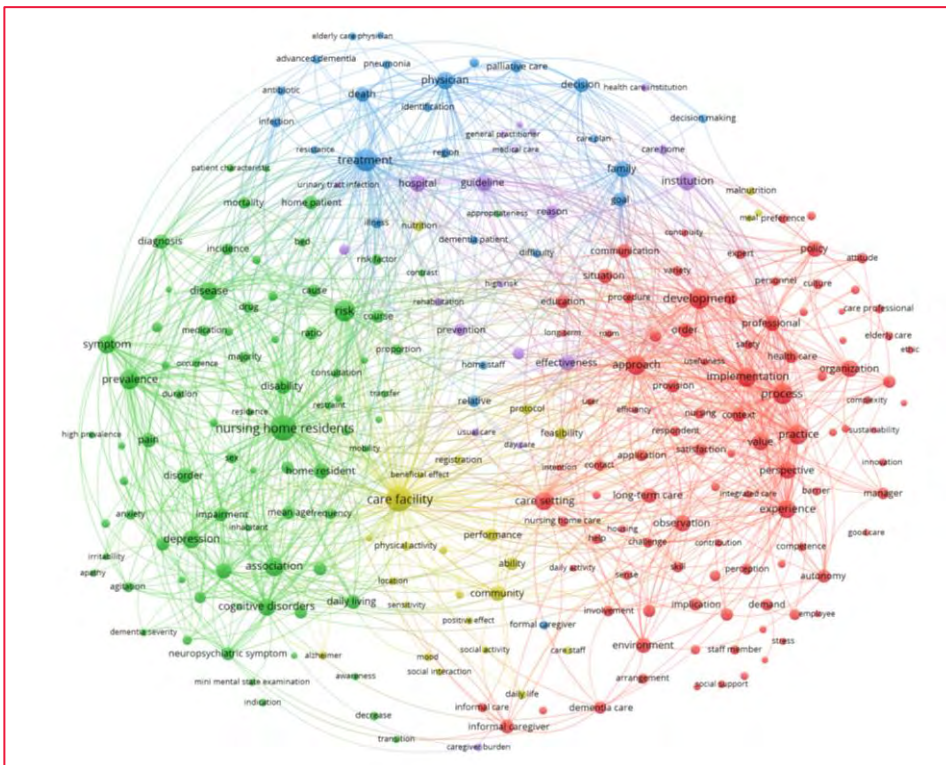 elderly care physician
advanced dementia
pneumonia
physician
palliative care
antibiotic
death
decision
health care institution
identification
infection
decision making
general practitioner
resistance
region
medical care
care plan
care home
treatment
patient characteristic
urinary tract infection
hospital
guideline
family
institution
malnutrition
mortality
home patient
illness
appropriateness
reason
goal
meal preference
nutrition
continuity
diagnosis
incidence
bed
dementia patient
difficulty
communication
expert
policy
risk factor
contrast
situation
variety
attitude
disease
drug
cause
high risk
personnel
culture
rehabilitation
education
procedure
development
care professional
risk
course
medication
ratio
prevention
long-term
mom
order
professional
elderly care
symptom
majority
proportion
safety
ethic
occurrence
consultation
home staff
effectiveness
approach
usefulness
health care
organization
prevalence
duration
disability
implementation
restraint
transfer
relative
user
efficiency
provision
process
complexity
residence
protocol
nursing
context
sustainability
nursing home residents
usual care
feasibility
respondent
high prevalence
pain
sex
mobility
daycare
application
satisfaction
value
practice
innovation
disorder
home resident
registration
beneficial effect
intention
contact
perspective
integrated care
barrier
manager
anxiety
impairment
mean age
frequency
care facility
care setting
long-term care
experience
inhabitant
nursing home care
housing
observation
good care
depression
physical activity
performance
help
challenge
contribution
competence
irritability
apathy
association
ability
daily activity
sense
skill
perception
autonomy
agitation
location
community
cognitive disorders
daily living
sensitivity
involvement
implication
demand
employee
positive effect
formal caregiver
dementia severity
environment
staff member
stress
neuropsychiatric symptom
alzheimer
mood
social activity
care staff
social interaction
arrangement
social support
mini mental state examination
awareness
indication
daily life
decrease
informal care
dementia care
informal caregiver
transition
caregiver burden